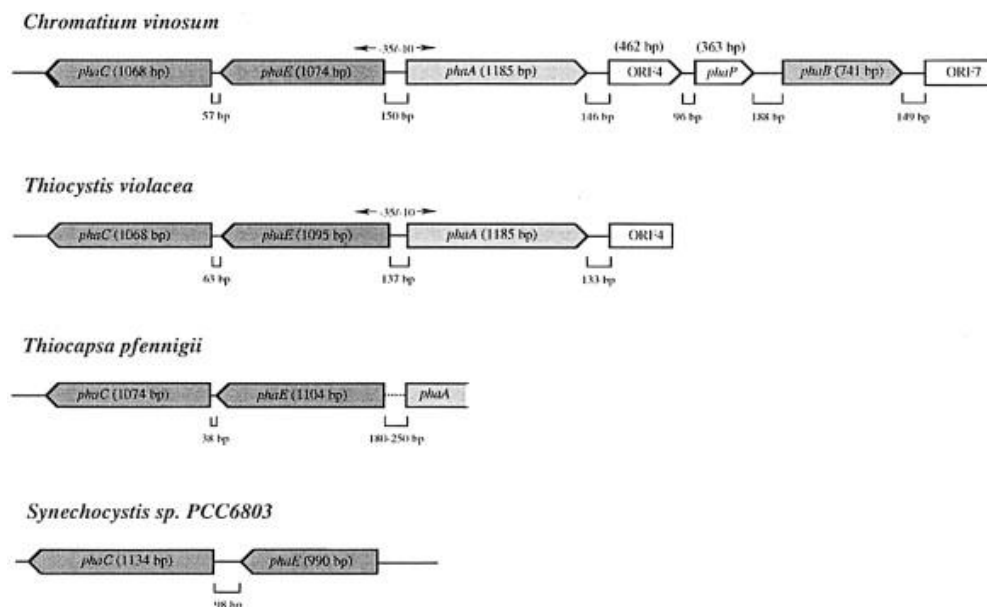 Chromatium vinosum
-35/-10 (462 bp) (363 bp)
phaC (1068 bp) phaE (1074 bp) phaA (1185 bp) ORF4 phaP phaB (741 bp) ORF7
57 bp 150 bp 146 bp 96 bp 188 bp 149 bp
Thiocystis violacea
-35/-10
phaC (1068 bp) phaE (1095 bp) phaA (1185 bp) ORF4
63 bp 137 bp 133 bp
Thiocapsa pfennigii
phaC (1074 bp) phaE (1104 bp) phaA
38 bp 180-250 bp
Synechocystis sp. PCC6803
phaC (1134 bp) phaE (990 bp)
98 bp